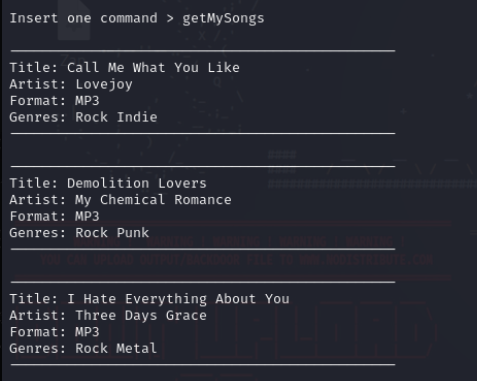 Insert one command > getMySongs
Title: Call Me What You Like
Artist: Lovejoy
Format: MP3
Genres: Rock Indie
Title: Demolition Lovers
Artist: My Chemical Romance
Format: MP3
Genres: Rock Punk
Title: I Hate Everything About You
Artist: Three Days Grace
Format: MP3
Genres: Rock Metal